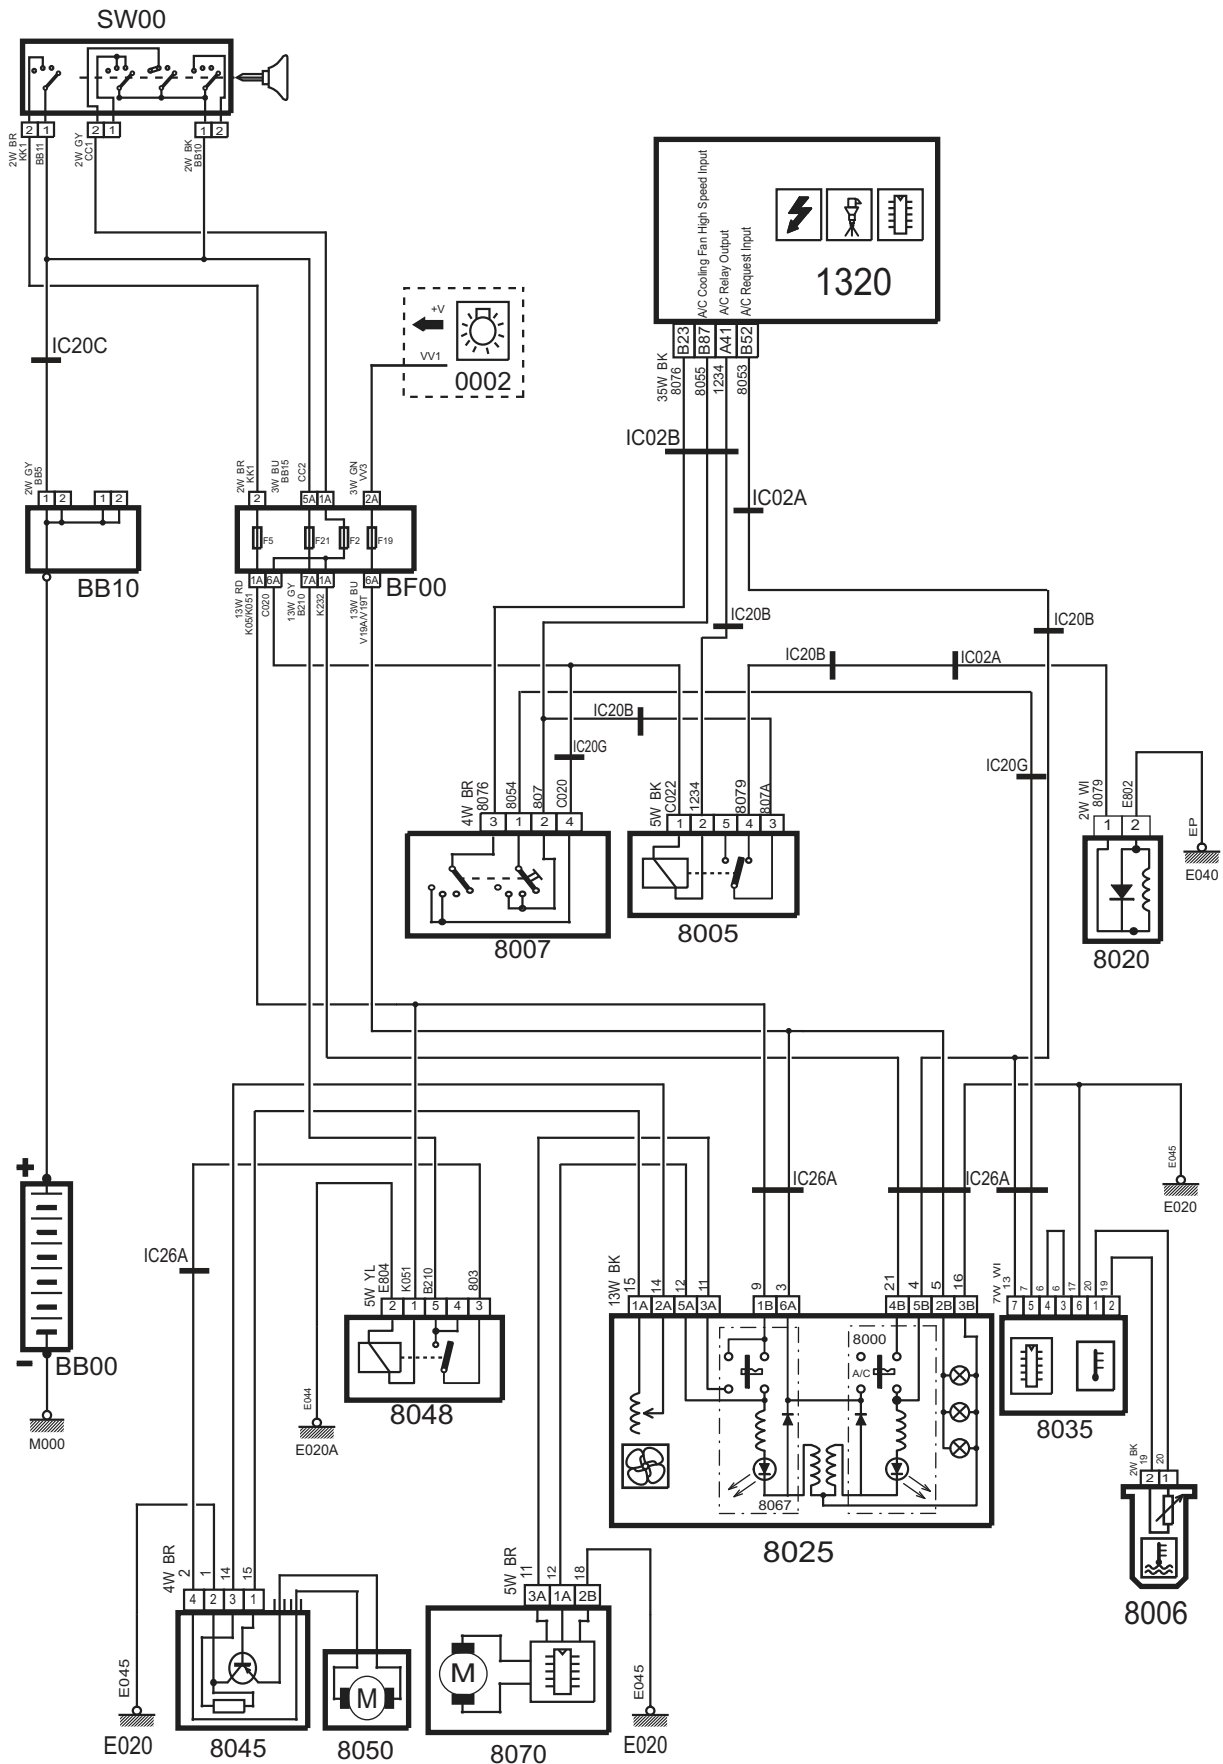 SW00
2 1 2 1 1 2
2W BR
KK1
BB11
2W GY
CC1
2W BK
BB10
1320
A/C Cooling Fan High Speed Input
A/C Relay Output
A/C Request Input
B23 B87 A41 B52
35W BK
8076
8055
1234
8053
+V
VV1
0002
IC20C
IC02B
IC02A
2W GY
BB5
1 2 1 2
BB10
2W BR
KK1
3W BU
BB15
CC2
3W GN
VV3
2 5A 1A 2A
F5 F21 F2 F19
1A 6A 7A 1A 6A
BF00
13W RD
K05/K051
C020
13W GY
B210
K232
13W BU
V19A/V19T
IC20B
IC20B
IC20B
IC02A
IC20B
IC20G
IC20G
4W BR
8076
8054
807
C020
3 1 2 4
8007
5W BK
C022
1234
8079
807A
1 2 5 4 3
8005
2W WI
8079
E802
1 2
8020
EP
E040
+
-
BB00
M000
IC26A
IC26A
IC26A
E045
E020
5W YL
E804
K051
B210
803
2 1 5 4 3
8048
E044
E020A
13W BK
15
14
12
11
9
3
21
4
5
16
1A 2A 5A 3A 1B 6A 4B 5B 2B 3B
8000
A/C
8067
8025
7W WI
13
7
6
6
17
20
19
7 5 4 3 6 1 2
8035
2W BK
19
20
2 1
8006
4W BR
2
1
14
15
4 2 3 1
8045
E045
E020
M
8050
5W BR
11
12
18
3A 1A 2B
M
8070
E045
E020